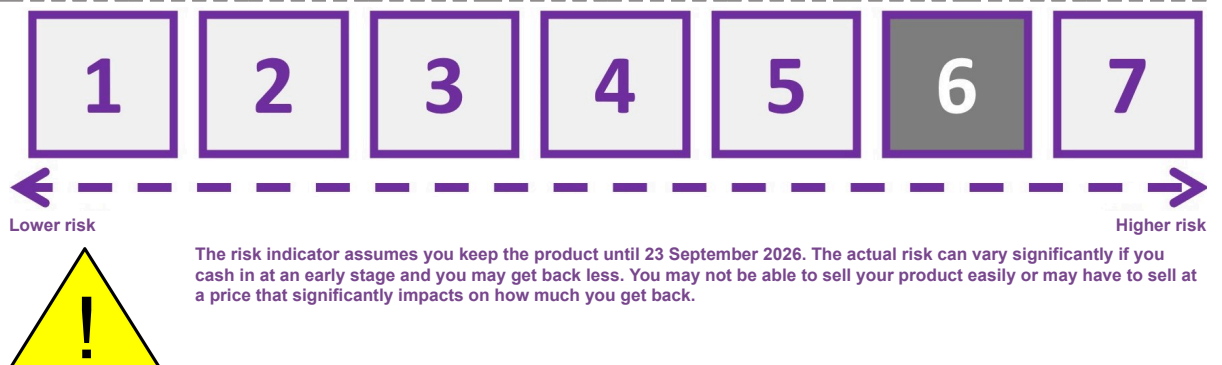 1 2 3 4 5 6 7
Lower risk Higher risk
The risk indicator assumes you keep the product until 23 September 2026. The actual risk can vary significantly if you
cash in at an early stage and you may get back less. You may not be able to sell your product easily or may have to sell at
a price that significantly impacts on how much you get back.
!